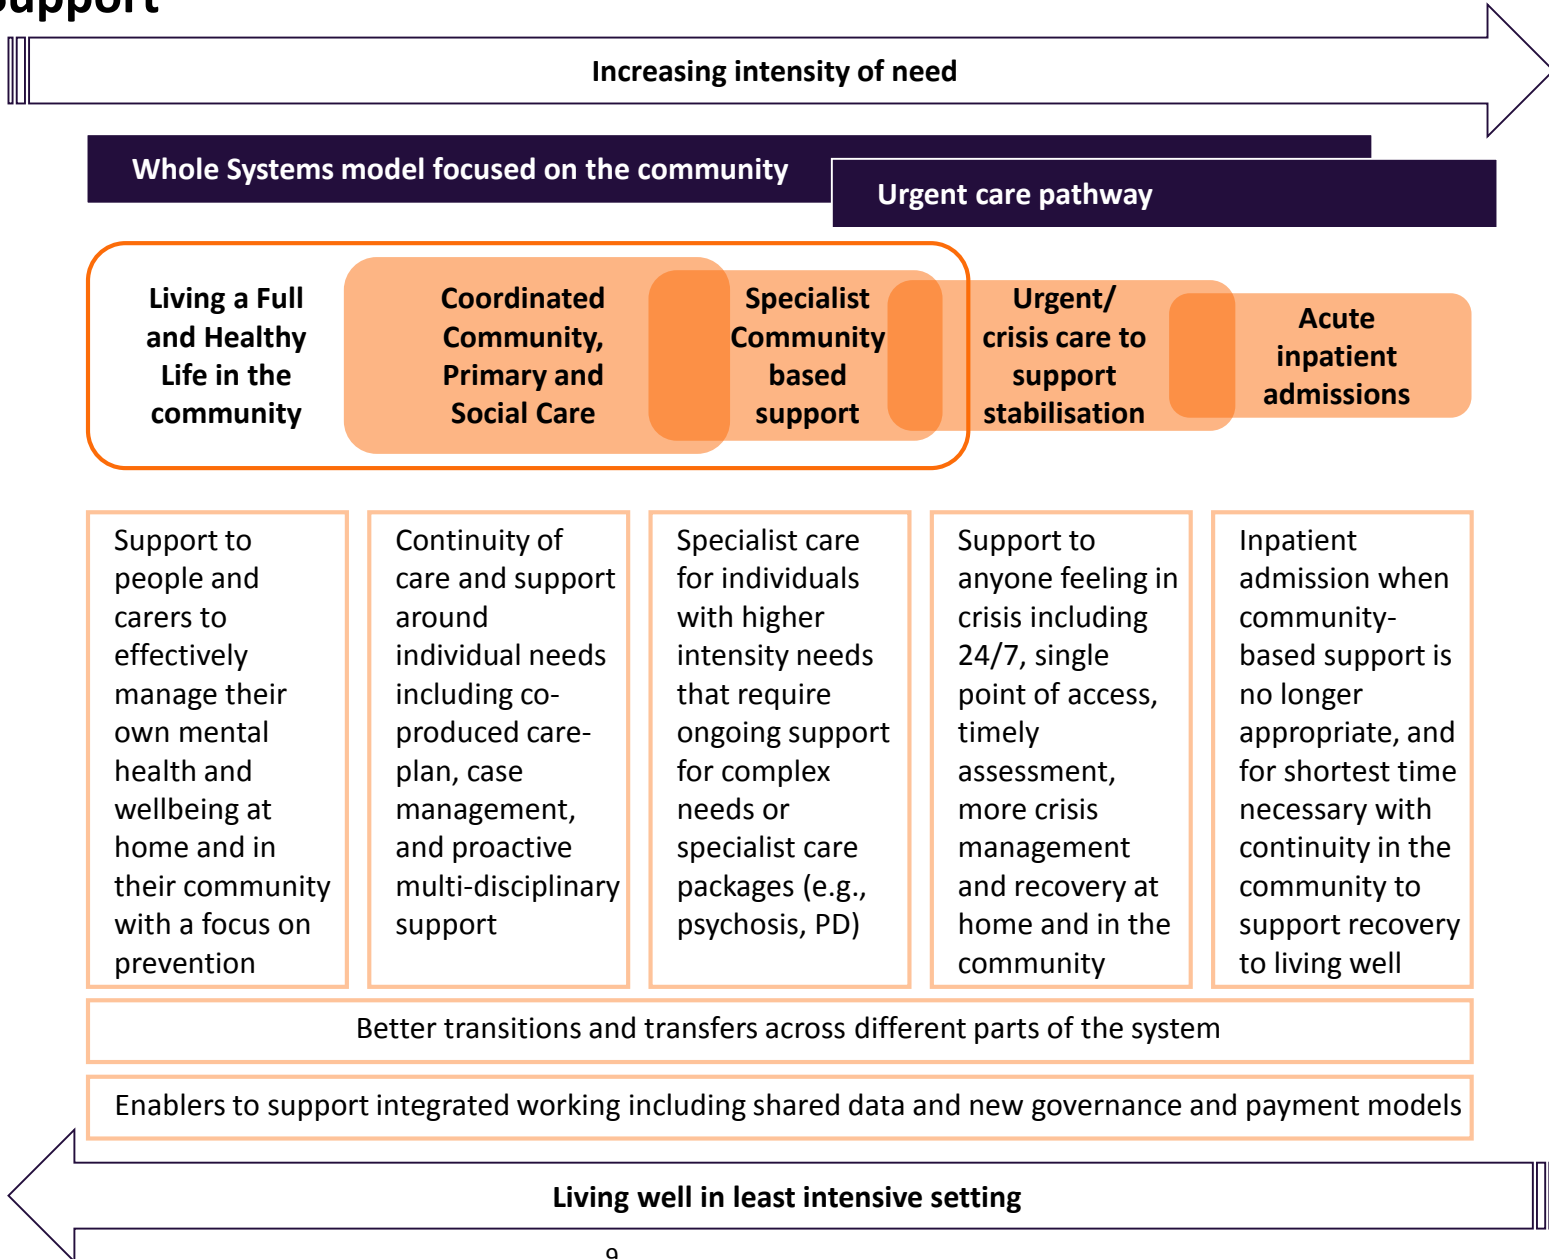 Support
Increasing intensity of need
Whole Systems model focused on the community
Urgent care pathway
Living a Full
and Healthy
Life in the
community
Coordinated
Community,
Primary and
Social Care
Specialist
Community
based
support
Urgent/
crisis care to
support
stabilisation
Acute
inpatient
admissions
Support to
people and
carers to
effectively
manage their
own mental
health and
wellbeing at
home and in
their community
with a focus on
prevention
Continuity of
care and support
around
individual needs
including co-
produced care-
plan, case
management,
and proactive
multi-disciplinary
support
Specialist care
for individuals
with higher
intensity needs
that require
ongoing support
for complex
needs or
specialist care
packages (e.g.,
psychosis, PD)
Support to
anyone feeling in
crisis including
24/7, single
point of access,
timely
assessment,
more crisis
management
and recovery at
home and in the
community
Inpatient
admission when
community-
based support is
no longer
appropriate, and
for shortest time
necessary with
continuity in the
community to
support recovery
to living well
Better transitions and transfers across different parts of the system
Enablers to support integrated working including shared data and new governance and payment models
Living well in least intensive setting
9